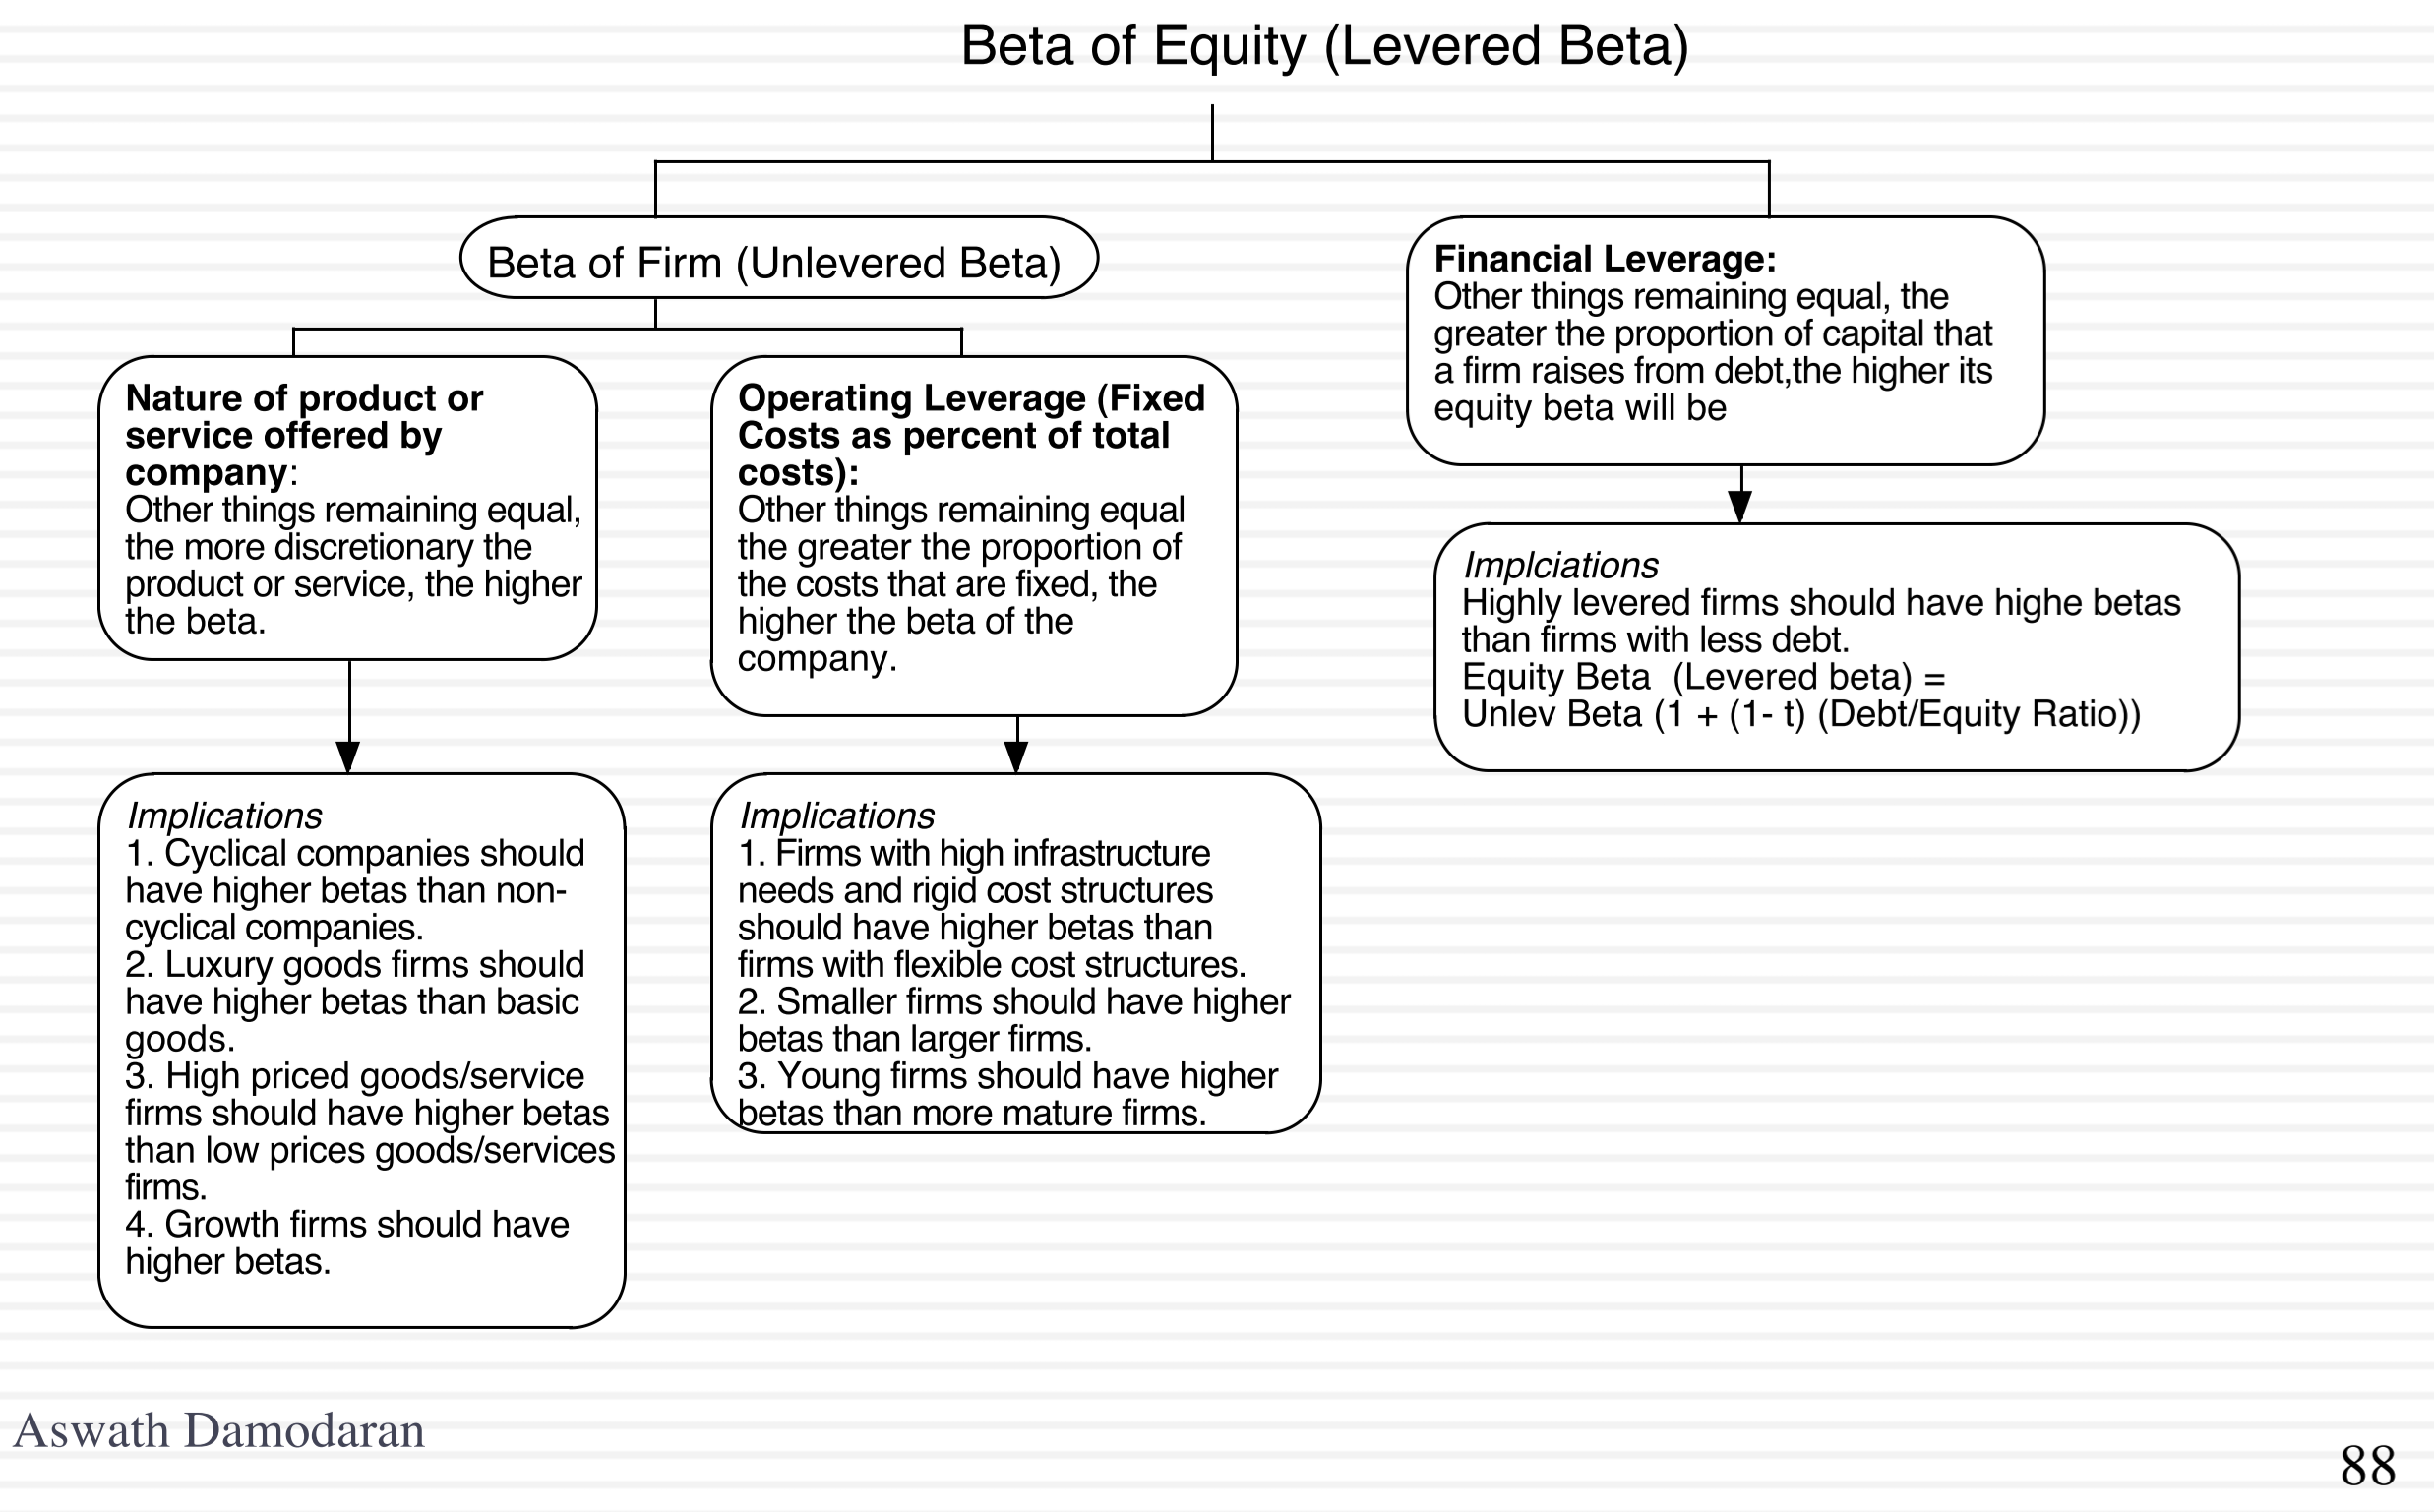 Beta of Equity (Levered Beta)
Beta of Firm (Unlevered Beta)
Nature of product or
service offered by
company:
Other things remaining equal,
the more discretionary the
product or service, the higher
the beta.
Operating Leverage (Fixed
Costs as percent of total
costs):
Other things remaining equal
the greater the proportion of
the costs that are fixed, the
higher the beta of the
company.
Financial Leverage:
Other things remaining equal, the
greater the proportion of capital that
a firm raises from debt,the higher its
equity beta will be
Implciations
Highly levered firms should have highe betas
than firms with less debt.
Equity Beta  (Levered beta) =
Unlev Beta (1 + (1- t) (Debt/Equity Ratio))
Implications
1. Cyclical companies should
have higher betas than non-
cyclical companies.
2. Luxury goods firms should
have higher betas than basic
goods.
3. High priced goods/service
firms should have higher betas
than low prices goods/services
firms.
4. Growth firms should have
higher betas.
Implications
1. Firms with high infrastructure
needs and rigid cost structures
should have higher betas than
firms with flexible cost structures.
2. Smaller firms should have higher
betas than larger firms.
3. Young firms should have higher
betas than more mature firms.
Aswath Damodaran
88